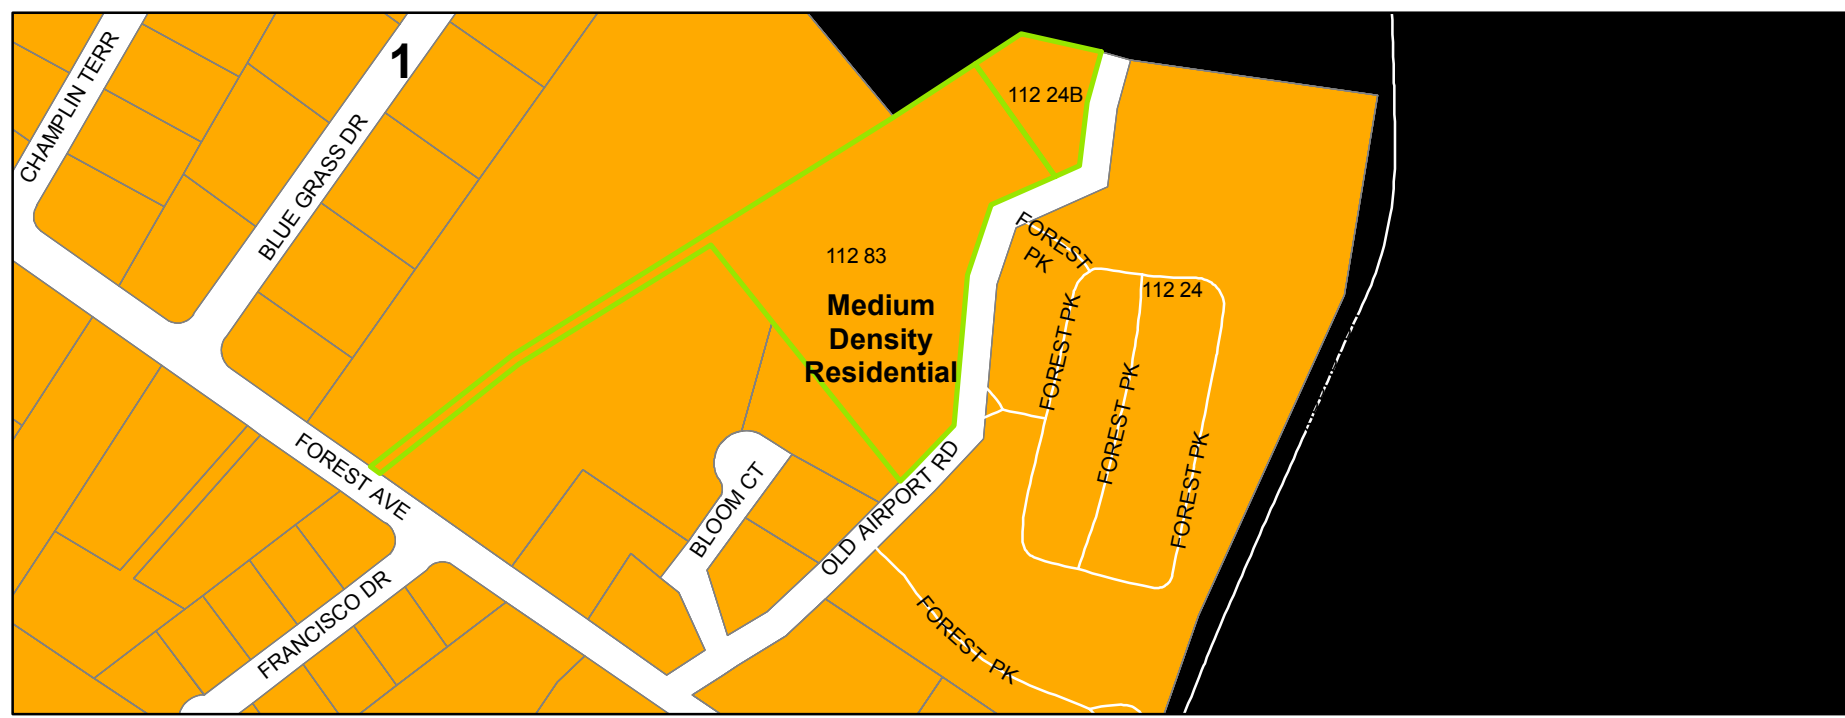 CHAMPLIN TERR
1
BLUE GRASS DR
112 24B
112 83
Medium
Density
Residential
FOREST
PK
112 24
FOREST PK
FOREST PK
FOREST PK
FOREST AVE
BLOOM CT
OLD AIRPORT RD
FRANCISCO DR
FOREST PK